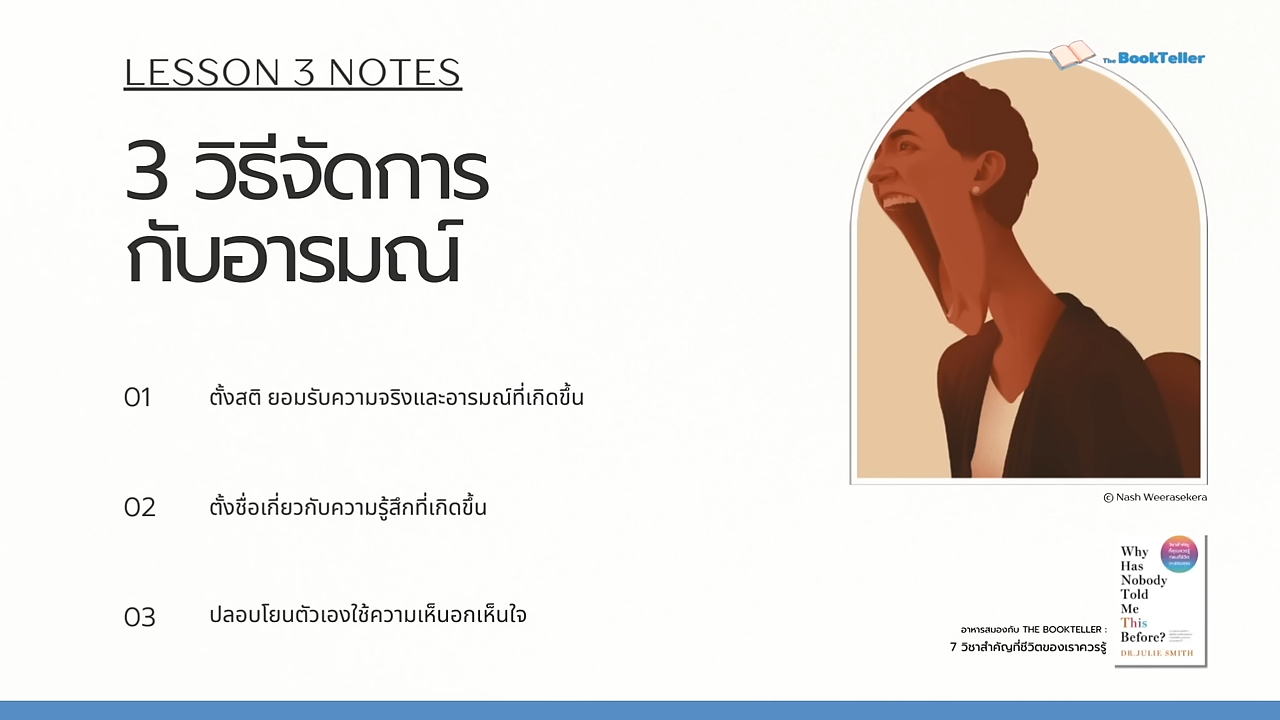 LESSON 3 NOTES
The BookTeller
3 วิธีจัดการ
กับอารมณ์
01 ตั้งสติ ยอมรับความจริงและอารมณ์ที่เกิดขึ้น
02 ตั้งชื่อเกี่ยวกับความรู้สึกที่เกิดขึ้น
03 ปลอบโยนตัวเองใช้ความเห็นอกเห็นใจ
© Nash Weerasekera
Why
Has
Nobody
Told
Me
This
Before?
DR.JULIE SMITH
อาหารสมองกับ THE BOOKTELLER :
7 วิชาสำคัญที่ชีวิตของเราควรรู้